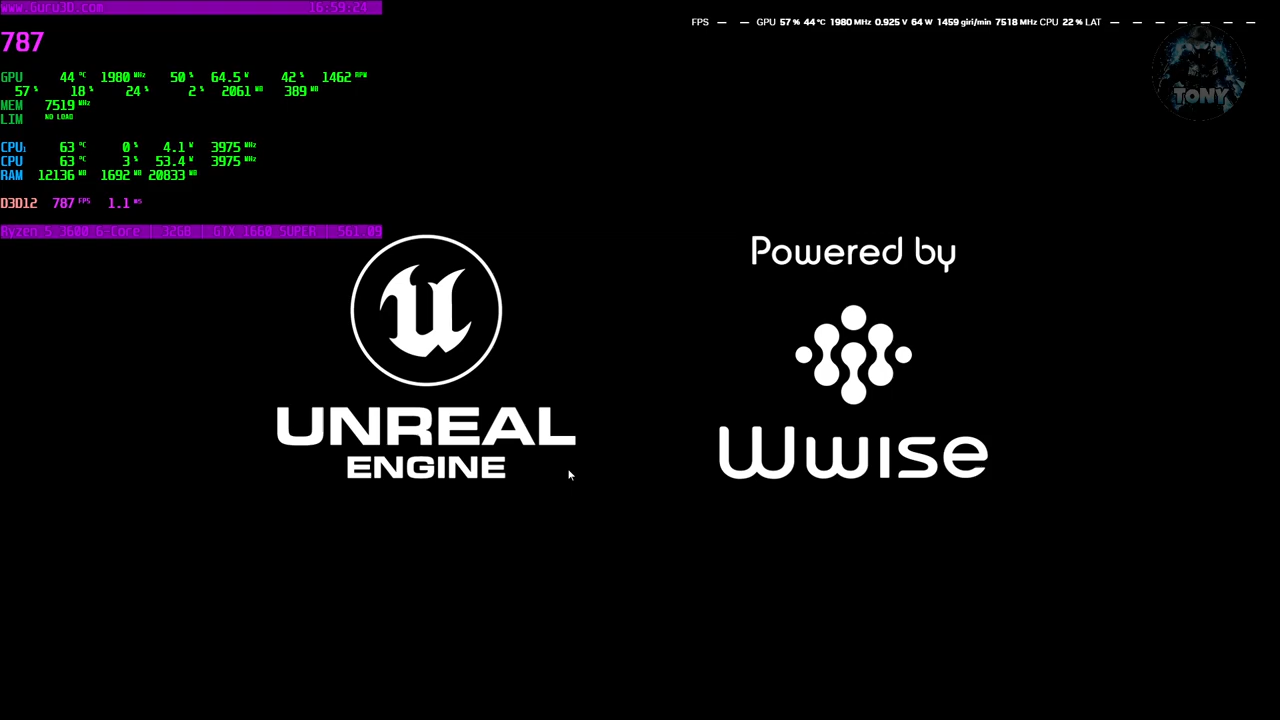 www.Guru3D.com 16:59:24
FPS — — GPU 57 % 44 °C 1980 MHz 0.925 V 64 W 1459 giri/min 7518 MHz CPU 22 % LAT — — — — — — —
787
TONY
GPU 44 °C 1980 MHz 50 % 64.5 W 42 % 1462 RPM
57 % 18 % 24 % 2 % 2061 MB 389 MB
MEM 7519 MHz
LIM NO LOAD
CPU1 63 °C 0 % 4.1 W 3975 MHz
CPU 63 °C 3 % 53.4 W 3975 MHz
RAM 12136 MB 1692 MB 20833 MB
D3D12 787 FPS 1.1 ms
Ryzen 5 3600 6-Core | 32GB | GTX 1660 SUPER | 561.09
UNREAL
ENGINE
Powered by
Wwise